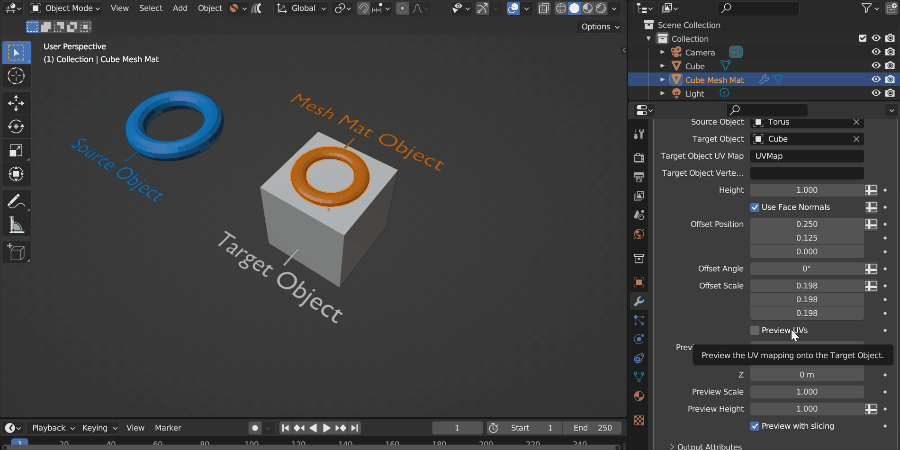 Object Mode
View
Select
Add
Object
Global
Options
User Perspective
(1) Collection | Cube Mesh Mat
Source Object
Mesh Mat Object
Target Object
Scene Collection
Collection
Camera
Cube
Cube Mesh Mat
Light
Source Object
Torus
Target Object
Cube
Target Object UV Map
UVMap
Target Object Verte...
Height
1.000
Use Face Normals
Offset Position
0.250
0.125
0.000
Offset Angle
0°
Offset Scale
0.198
0.198
0.198
Preview UVs
Preview the UV mapping onto the Target Object.
Z
0 m
Preview Scale
1.000
Preview Height
1.000
Preview with slicing
Output Attributes
Playback
Keying
View
Marker
1
Start
1
End
250
1
20
40
60
80
100
120
140
160
180
200
220
240